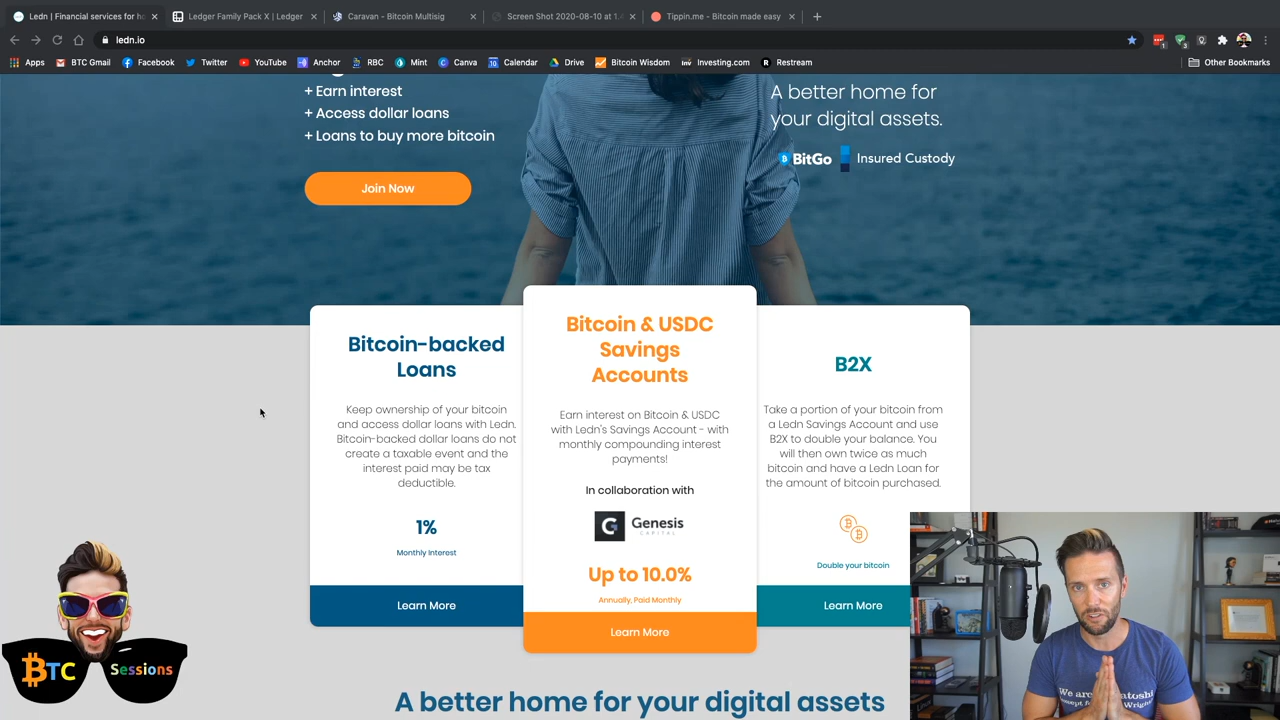 Ledn | Financial services for ho
Ledger Family Pack X | Ledger
Caravan - Bitcoin Multisig
Screen Shot 2020-08-10 at 1.4
Tippin.me - Bitcoin made easy
ledn.io
Apps
BTC Gmail
Facebook
Twitter
YouTube
Anchor
RBC
Mint
Canva
Calendar
Drive
Bitcoin Wisdom
Investing.com
Restream
Other Bookmarks
+ Earn interest
+ Access dollar loans
+ Loans to buy more bitcoin
Join Now
A better home for
your digital assets.
BitGo
Insured Custody
Bitcoin-backed
Loans
Keep ownership of your bitcoin
and access dollar loans with Ledn.
Bitcoin-backed dollar loans do not
create a taxable event and the
interest paid may be tax
deductible.
1%
Monthly Interest
Learn More
Bitcoin & USDC
Savings
Accounts
Earn interest on Bitcoin & USDC
with Ledn's Savings Account - with
monthly compounding interest
payments!
In collaboration with
Genesis
CAPITAL
Up to 10.0%
Annually, Paid Monthly
Learn More
B2X
Take a portion of your bitcoin from
a Ledn Savings Account and use
B2X to double your balance. You
will then own twice as much
bitcoin and have a Ledn Loan for
the amount of bitcoin purchased.
Double your bitcoin
Learn More
A better home for your digital assets
BTC
Sessions
We are
atoshi
cept f
Wright